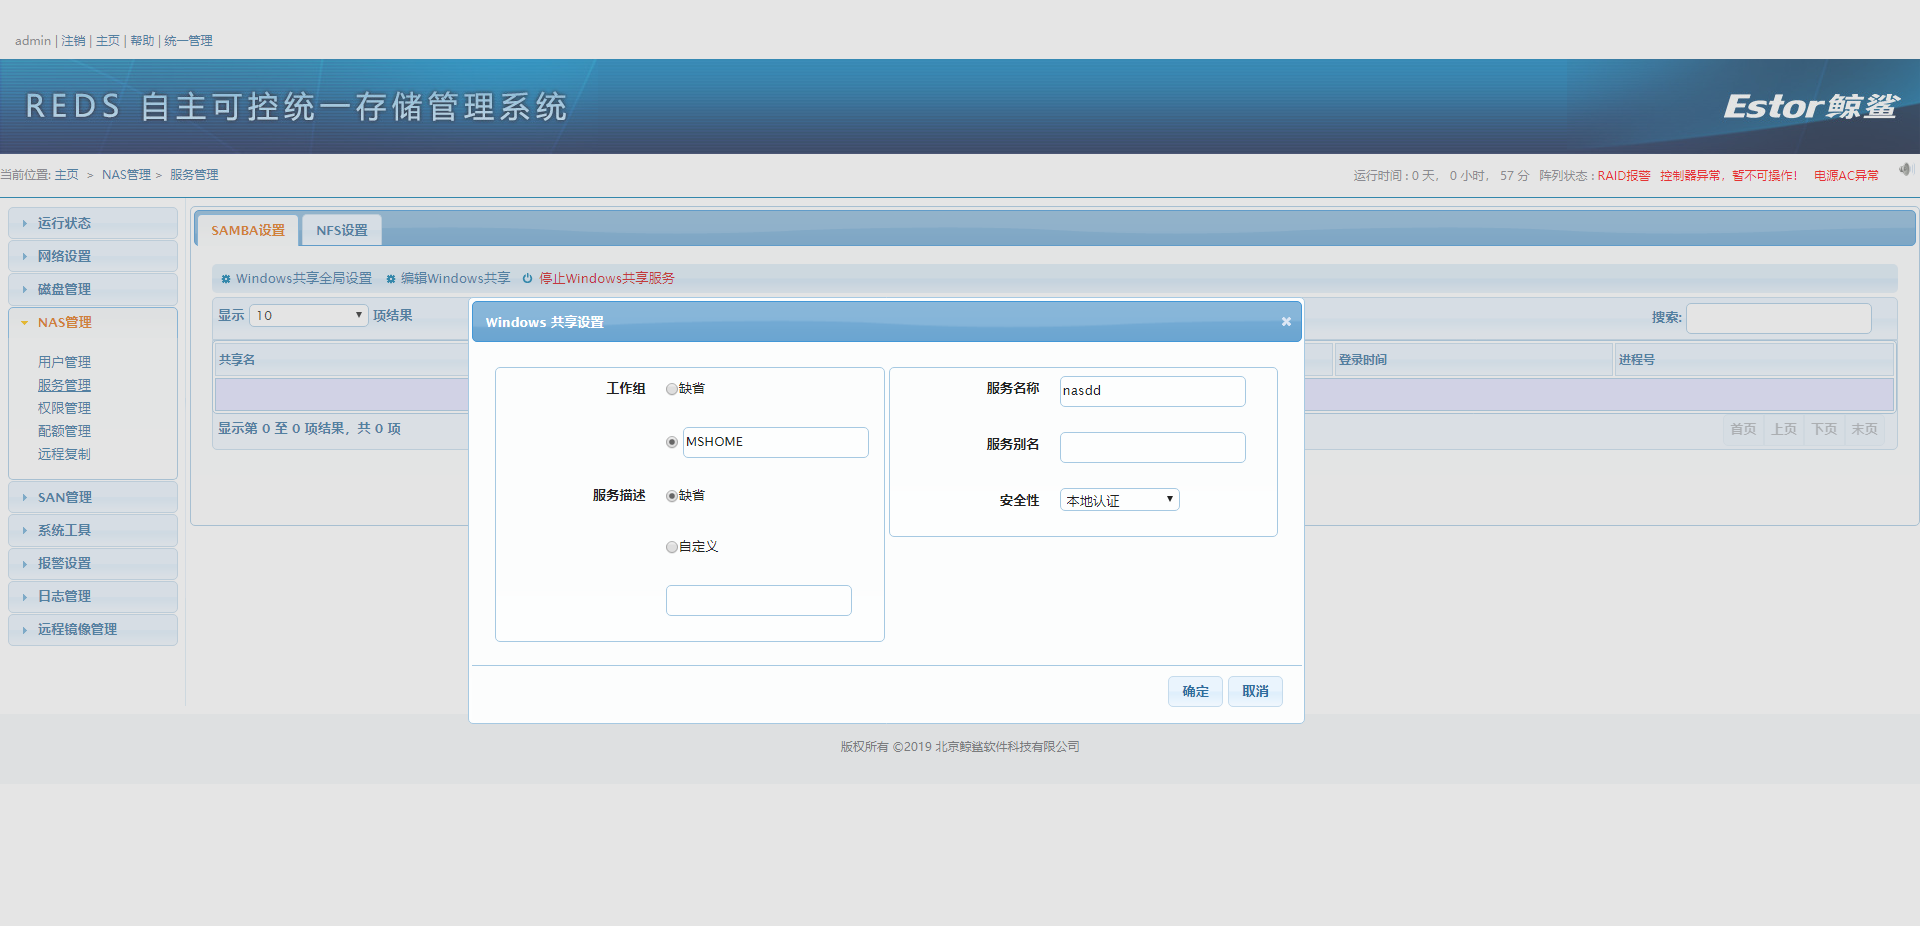 admin | 注销 | 主页 | 帮助 | 统一管理
REDS 自主可控统一存储管理系统
Estor鲸鲨
当前位置: 主页 > NAS管理 > 服务管理
运行时间 : 0 天， 0 小时， 57 分 阵列状态 : RAID报警 控制器异常，暂不可操作! 电源AC异常
运行状态
网络设置
磁盘管理
NAS管理
用户管理
服务管理
权限管理
配额管理
远程复制
SAN管理
系统工具
报警设置
日志管理
远程镜像管理
SAMBA设置 NFS设置
Windows共享全局设置 编辑Windows共享 停止Windows共享服务
显示 10 项结果
搜索:
共享名 登录时间 进程号
显示第 0 至 0 项结果，共 0 项
首页 上页 下页 末页
Windows 共享设置
工作组 缺省
MSHOME
服务描述 缺省
自定义
服务名称 nasdd
服务别名
安全性 本地认证
确定 取消
版权所有 ©2019 北京鲸鲨软件科技有限公司